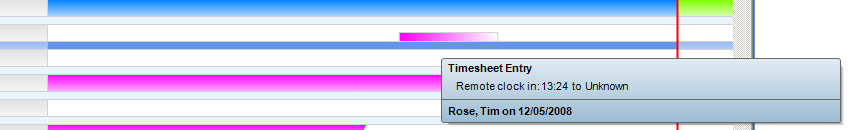 Timesheet Entry
Remote clock in: 13:24 to Unknown
Rose, Tim on 12/05/2008